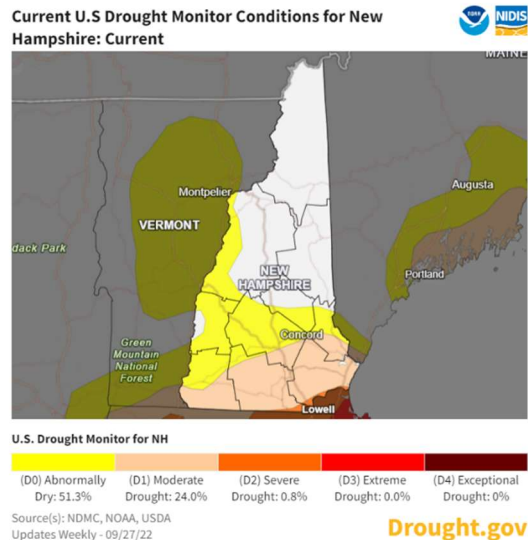 Current U.S Drought Monitor Conditions for New
Hampshire: Current
NOAA
NIDIS
MAINE
Montpelier
Augusta
VERMONT
dack Park
Portland
NEW
HAMPSHIRE
Concord
Green
Mountain
National
Forest
Lowell
U.S. Drought Monitor for NH
(D0) Abnormally
Dry: 51.3%
(D1) Moderate
Drought: 24.0%
(D2) Severe
Drought: 0.8%
(D3) Extreme
Drought: 0.0%
(D4) Exceptional
Drought: 0%
Source(s): NDMC, NOAA, USDA
Updates Weekly - 09/27/22
Drought.gov